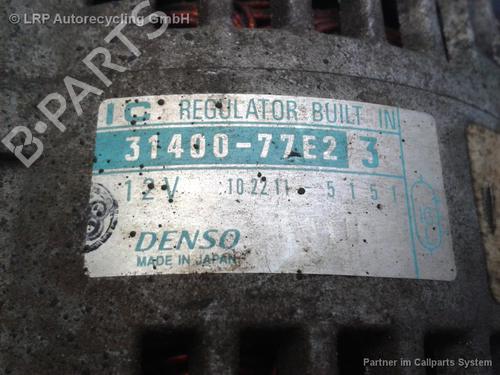 © LRP Autorecycling GmbH
IC REGULATOR BUILT IN
31400-77E2 3
12V 102211-5151
DENSO
MADE IN JAPAN
Partner im Callparts System